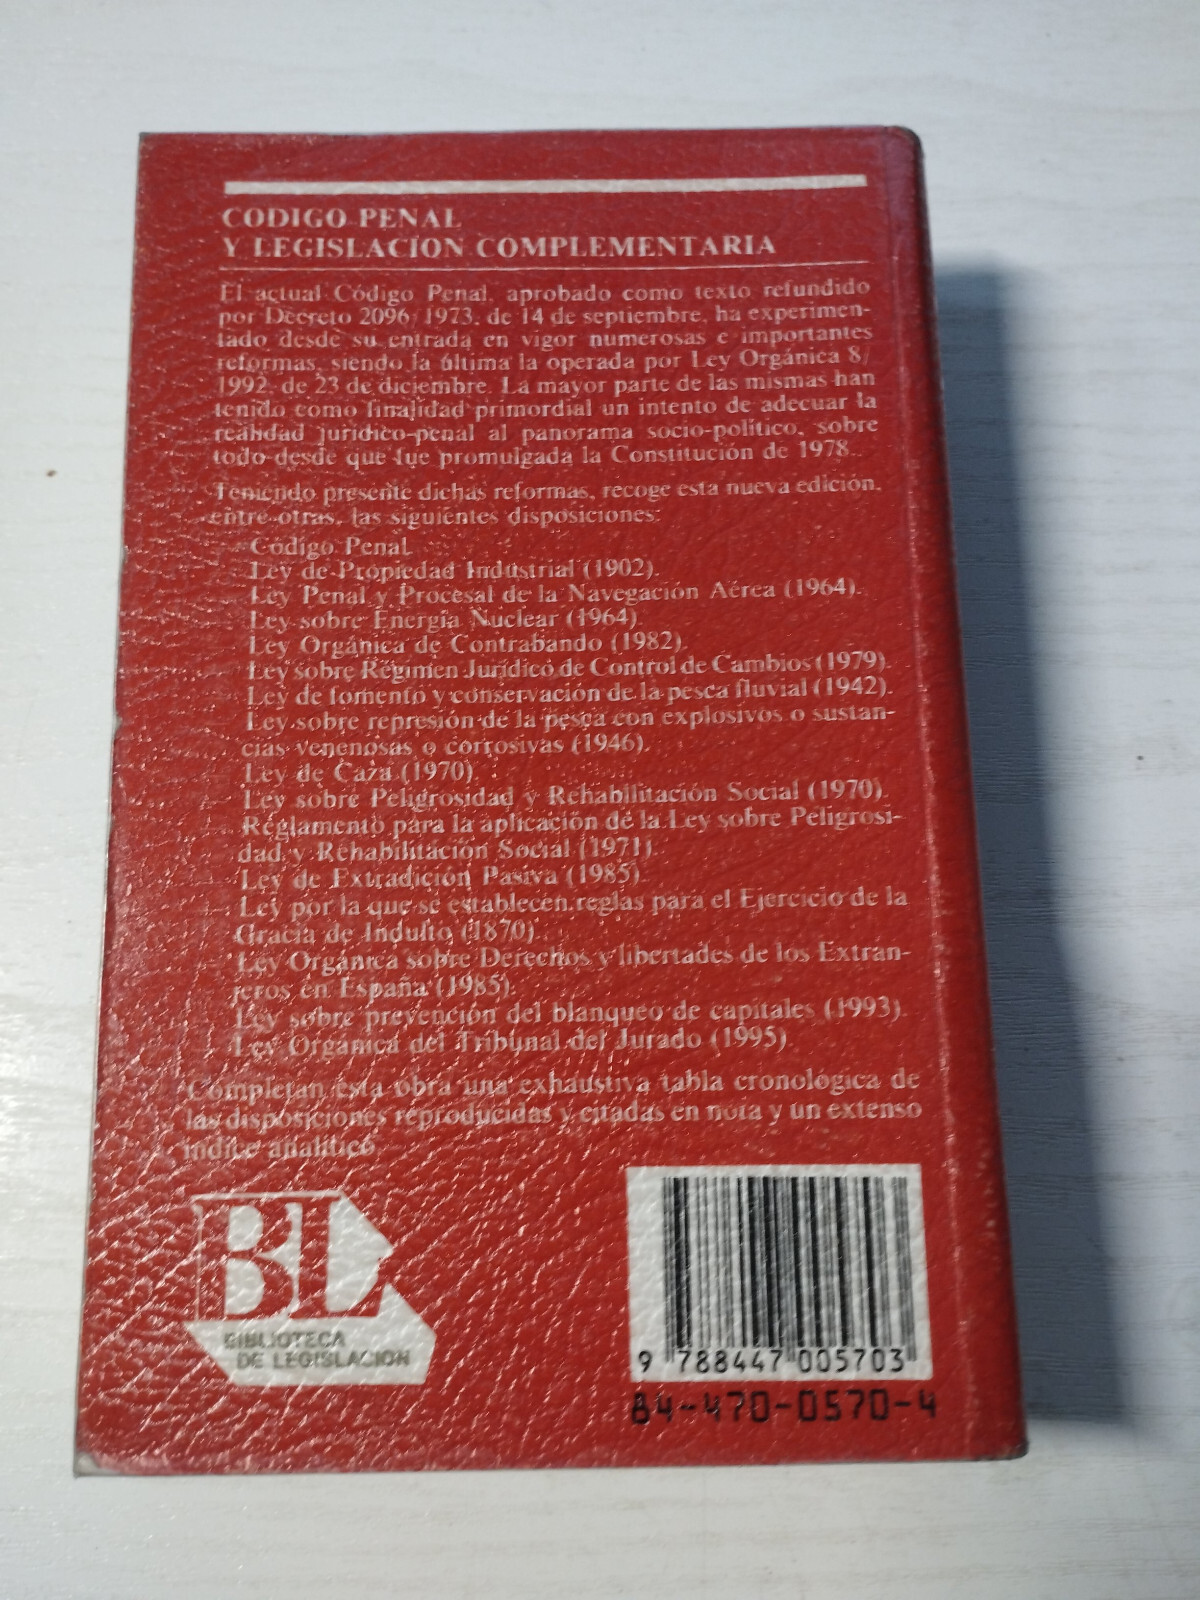 CODIGO PENAL
Y LEGISLACION COMPLEMENTARIA
El actual Código Penal, aprobado como texto refundido
por Decreto 2096/1973, de 14 de septiembre, ha experimen-
tado desde su entrada en vigor numerosas e importantes
reformas, siendo la última la operada por Ley Orgánica 8/
1992, de 23 de diciembre. La mayor parte de las mismas han
tenido como finalidad primordial un intento de adecuar la
realidad jurídico-penal al panorama socio-político, sobre
todo desde que fue promulgada la Constitución de 1978.
Teniendo presente dichas reformas, recoge esta nueva edición,
entre otras, las siguientes disposiciones:
— Código Penal.
— Ley de Propiedad Industrial (1902).
— Ley Penal y Procesal de la Navegación Aérea (1964).
— Ley sobre Energía Nuclear (1964).
— Ley Orgánica de Contrabando (1982).
— Ley sobre Régimen Jurídico de Control de Cambios (1979).
— Ley de fomento y conservación de la pesca fluvial (1942).
— Ley sobre represión de la pesca con explosivos o sustan-
cias venenosas o corrosivas (1946).
— Ley de Caza (1970).
— Ley sobre Peligrosidad y Rehabilitación Social (1970).
— Reglamento para la aplicación de la Ley sobre Peligrosi-
dad y Rehabilitación Social (1971).
— Ley de Extradición Pasiva (1985).
— Ley por la que se establecen reglas para el Ejercicio de la
Gracia de Indulto (1870).
— Ley Orgánica sobre Derechos y libertades de los Extran-
jeros en España (1985).
— Ley sobre prevención del blanqueo de capitales (1993).
— Ley Orgánica del Tribunal del Jurado (1995).
Completan esta obra una exhaustiva tabla cronológica de
las disposiciones reproducidas y citadas en nota y un extenso
índice analítico.
BL
BIBLIOTECA
DE LEGISLACION
9 788447 005703
84-470-0570-4